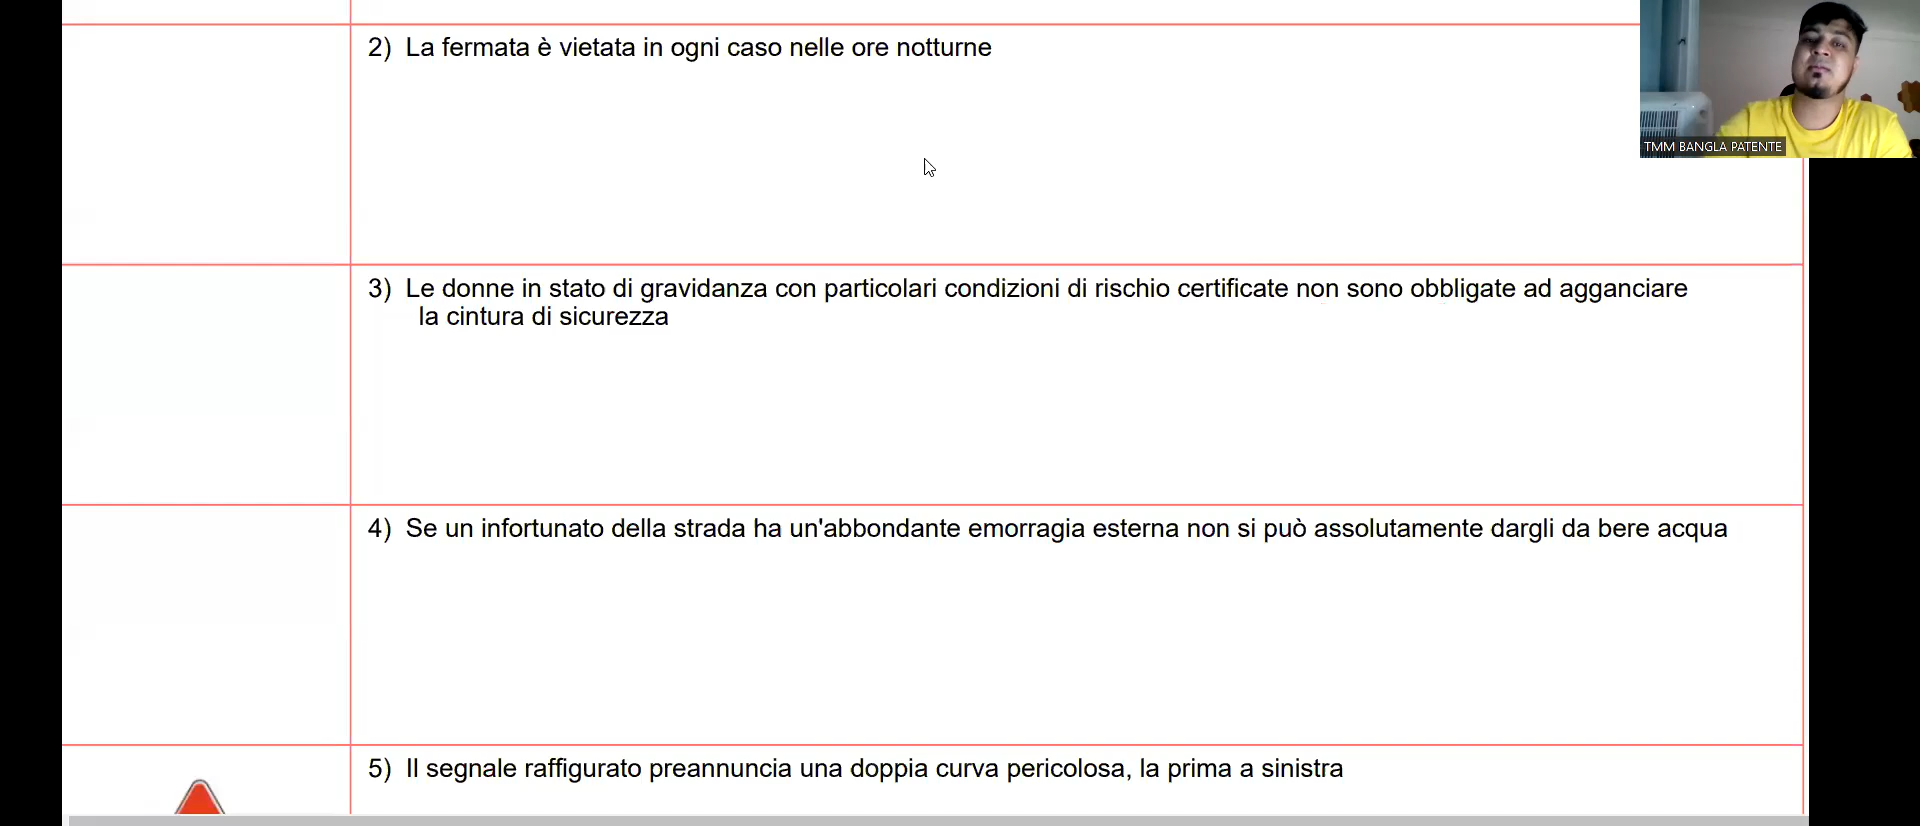 2) La fermata è vietata in ogni caso nelle ore notturne
TMM BANGLA PATENTE
3) Le donne in stato di gravidanza con particolari condizioni di rischio certificate non sono obbligate ad agganciare
la cintura di sicurezza
4) Se un infortunato della strada ha un'abbondante emorragia esterna non si può assolutamente dargli da bere acqua
5) Il segnale raffigurato preannuncia una doppia curva pericolosa, la prima a sinistra